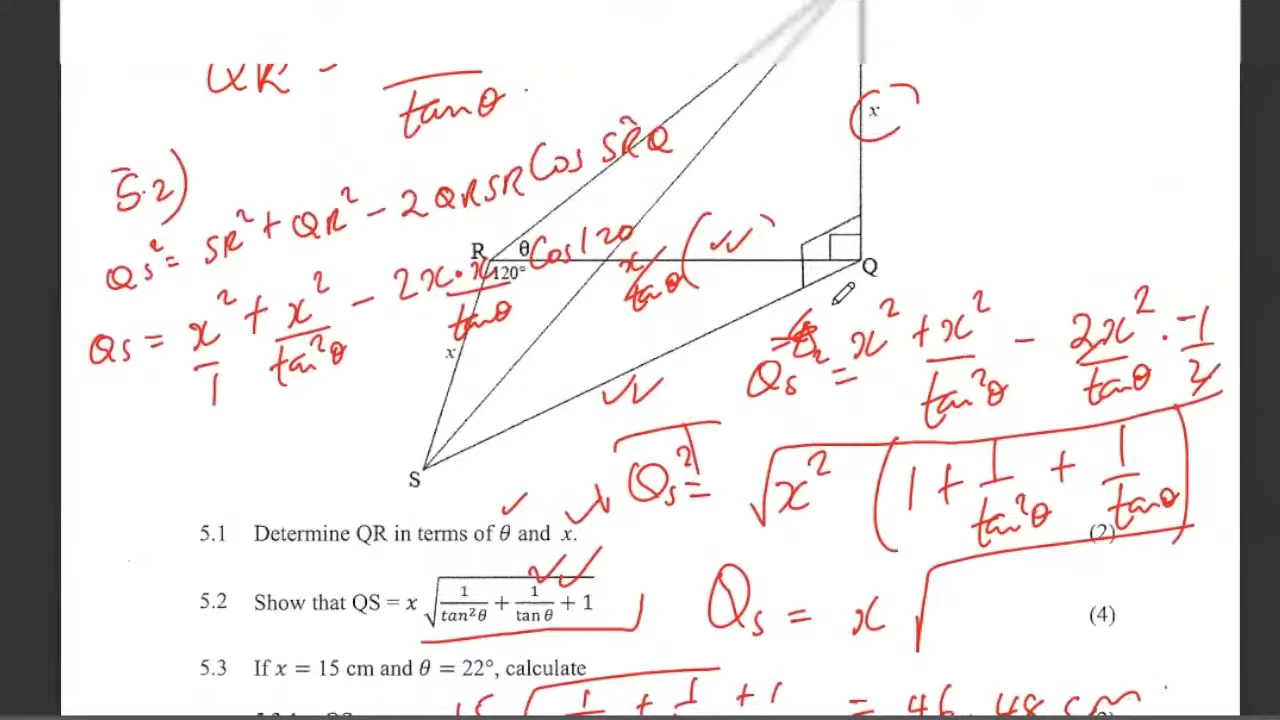 QR =
tanθ
x
5.2)
QS² = SR² + QR² - 2QRSR Cos SR̂Q
R θ
120°
Q
QS = x²/1 + x²/tan²θ - 2x·x/tanθ Cos120
x/tanθ
x
QS² = x² + x²/tan²θ - 2x²/tanθ · -1/2
S
√QS² = √x² (1 + 1/tan²θ + 1/tanθ)
5.1 Determine QR in terms of θ and x. (2)
5.2 Show that QS = x √(1/tan²θ + 1/tan θ + 1) (4)
QS = x √
5.3 If x = 15 cm and θ = 22°, calculate
= 46,48 cm